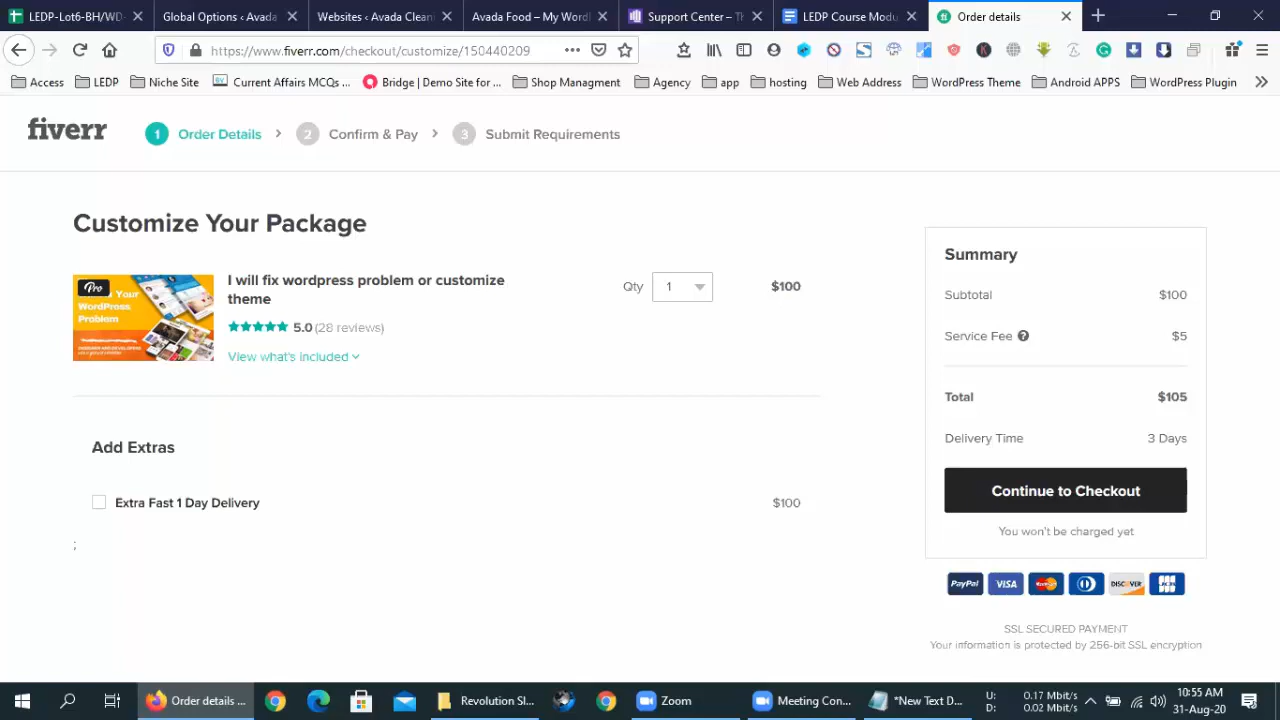 LEDP-Lot6-BH/WD-
Global Options ‹ Avada
Websites ‹ Avada Clean
Avada Food – My Word
Support Center – Th
LEDP Course Modu
Order details
https://www.fiverr.com/checkout/customize/150440209
Access
LEDP
Niche Site
Current Affairs MCQs ...
Bridge | Demo Site for ...
Shop Managment
Agency
app
hosting
Web Address
WordPress Theme
Android APPS
WordPress Plugin
fiverr
1 Order Details
2 Confirm & Pay
3 Submit Requirements
Customize Your Package
Pro
Your
WordPress
Problem
I will fix wordpress problem or customize
theme
5.0 (28 reviews)
View what's included
Qty 1 $100
Add Extras
Extra Fast 1 Day Delivery $100
;
Summary
Subtotal $100
Service Fee ? $5
Total $105
Delivery Time 3 Days
Continue to Checkout
You won't be charged yet
PayPal VISA MasterCard DISCOVER JCB
SSL SECURED PAYMENT
Your information is protected by 256-bit SSL encryption
Order details ...
Revolution Sl...
Zoom
Meeting Con...
*New Text D...
U: 0.17 Mbit/s
D: 0.02 Mbit/s
10:55 AM
31-Aug-20